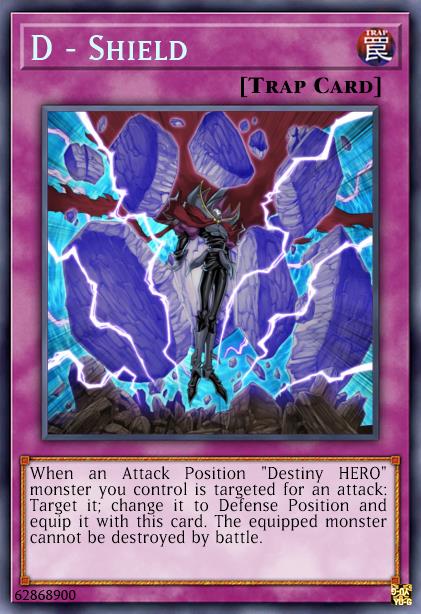 D - Shield
TRAP
罠
[Trap Card]
When an Attack Position "Destiny HERO"
monster you control is targeted for an attack:
Target it; change it to Defense Position and
equip it with this card. The equipped monster
cannot be destroyed by battle.
62868900